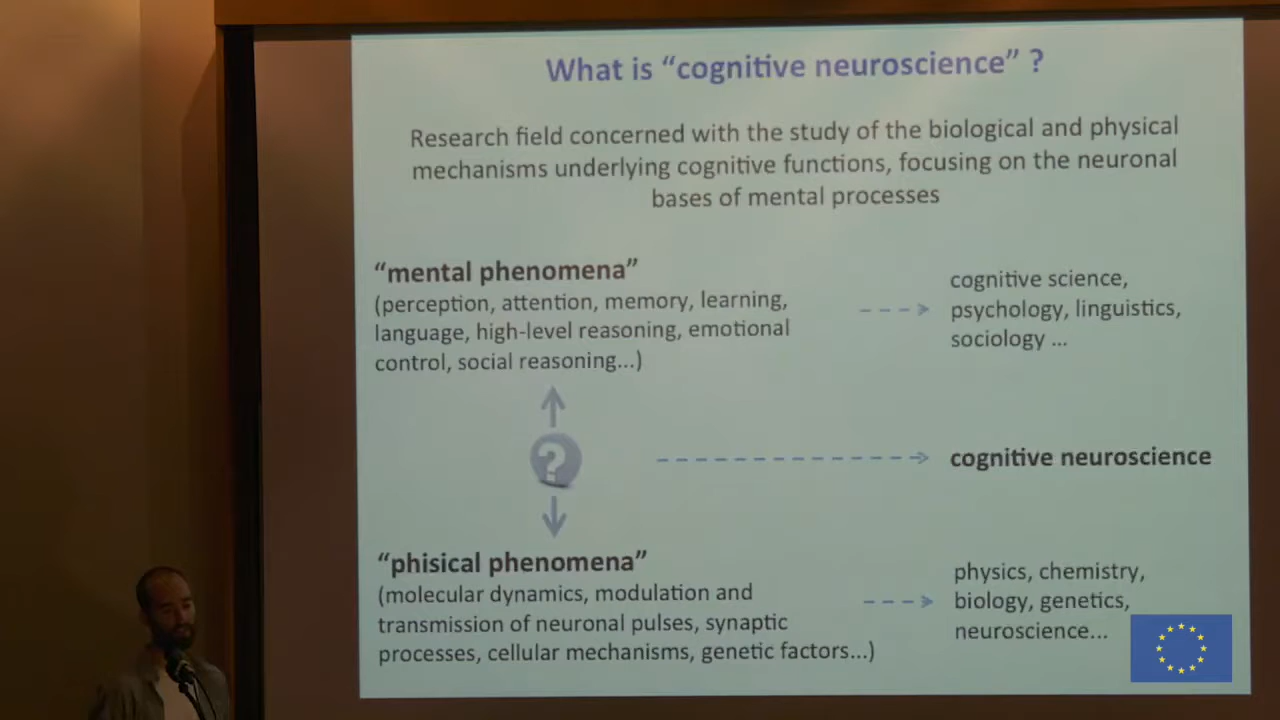 What is “cognitive neuroscience” ?
Research field concerned with the study of the biological and physical
mechanisms underlying cognitive functions, focusing on the neuronal
bases of mental processes
“mental phenomena”
(perception, attention, memory, learning,
language, high-level reasoning, emotional
control, social reasoning...)
cognitive science,
psychology, linguistics,
sociology ...
?
cognitive neuroscience
“phisical phenomena”
(molecular dynamics, modulation and
transmission of neuronal pulses, synaptic
processes, cellular mechanisms, genetic factors...)
physics, chemistry,
biology, genetics,
neuroscience...